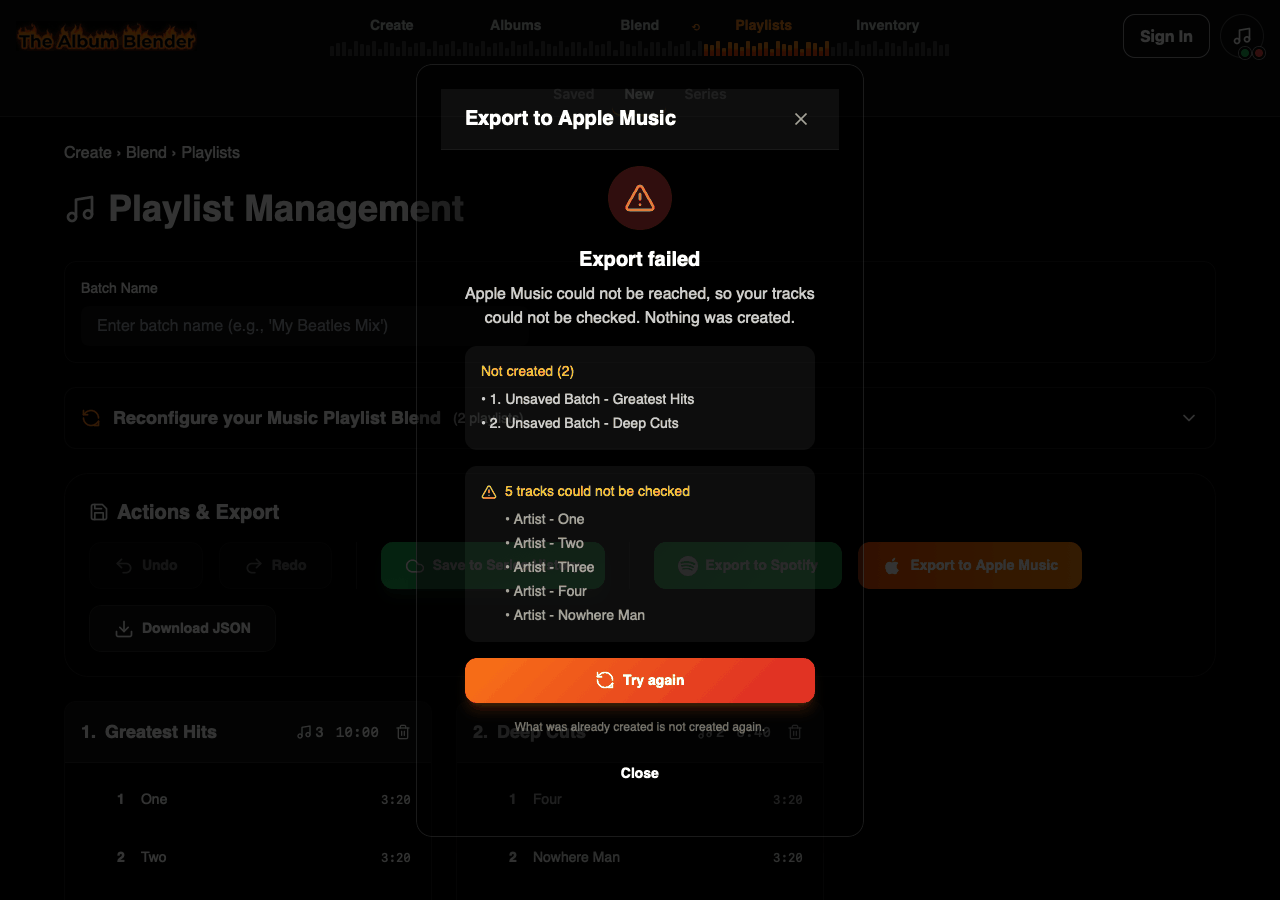 The Album Blender
Create
Albums
Blend
Playlists
Inventory
Sign In
Saved
New
Series
Export to Apple Music
Create › Blend › Playlists
Playlist Management
Export failed
Apple Music could not be reached, so your tracks
could not be checked. Nothing was created.
Batch Name
Enter batch name (e.g., 'My Beatles Mix')
Not created (2)
• 1. Unsaved Batch - Greatest Hits
• 2. Unsaved Batch - Deep Cuts
Reconfigure your Music Playlist Blend (2 playlists)
5 tracks could not be checked
• Artist - One
• Artist - Two
• Artist - Three
• Artist - Four
• Artist - Nowhere Man
Actions & Export
Undo
Redo
Save to
Export to Spotify
Export to Apple Music
Download JSON
Try again
What was already created is not created again.
Close
1. Greatest Hits
3 10:00
1 One 3:20
2 Two 3:20
2. Deep Cuts
2
1 Four 3:20
2 Nowhere Man 3:20